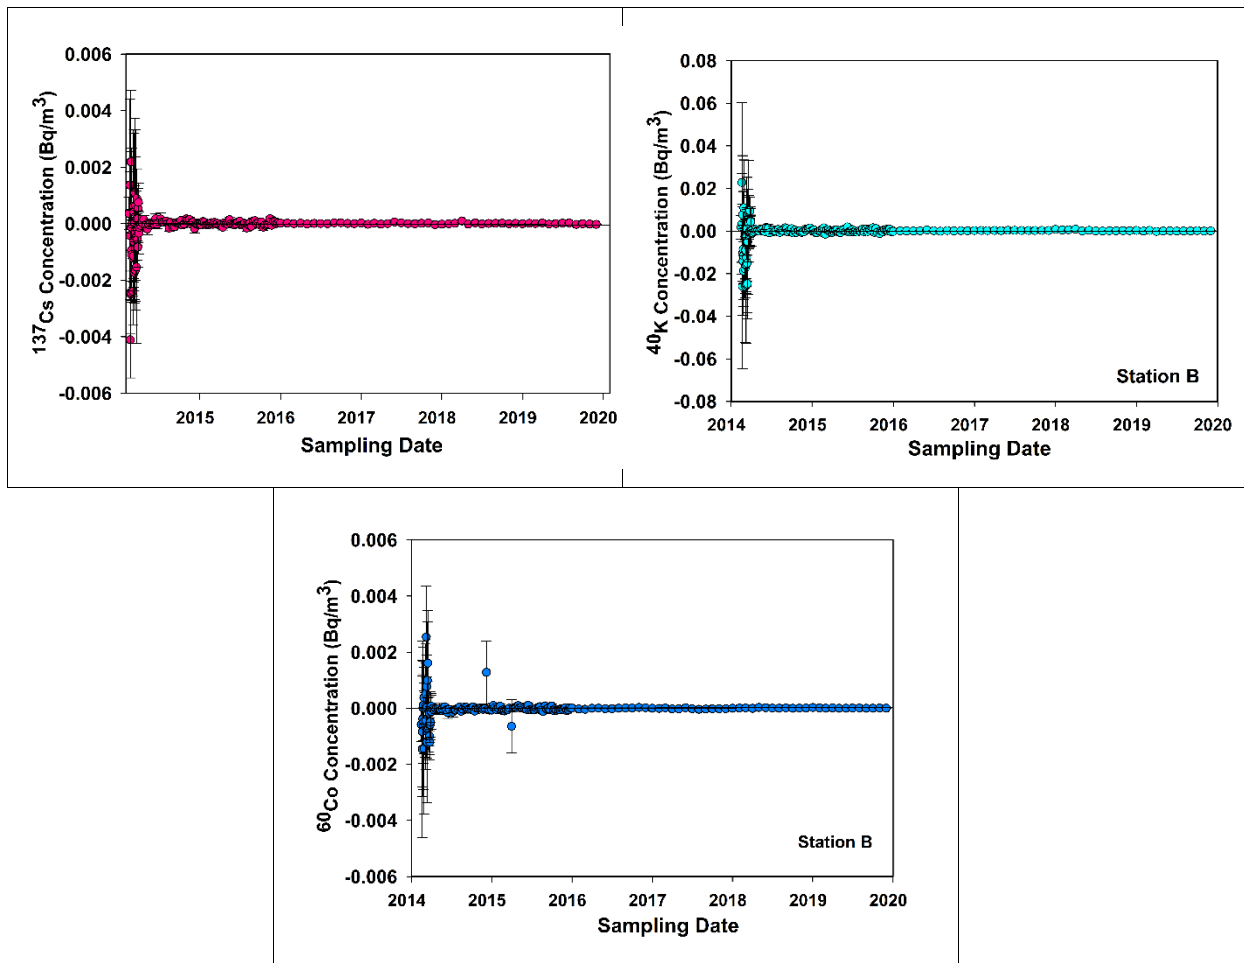 0.006
0.004
0.002
0.000
-0.002
-0.004
-0.006
137Cs Concentration (Bq/m3)
2015 2016 2017 2018 2019 2020
Sampling Date
0.08
0.06
0.04
0.02
0.00
-0.02
-0.04
-0.06
-0.08
40K Concentration (Bq/m3)
Station B
2014 2015 2016 2017 2018 2019 2020
Sampling Date
0.006
0.004
0.002
0.000
-0.002
-0.004
-0.006
60Co Concentration (Bq/m3)
Station B
2014 2015 2016 2017 2018 2019 2020
Sampling Date